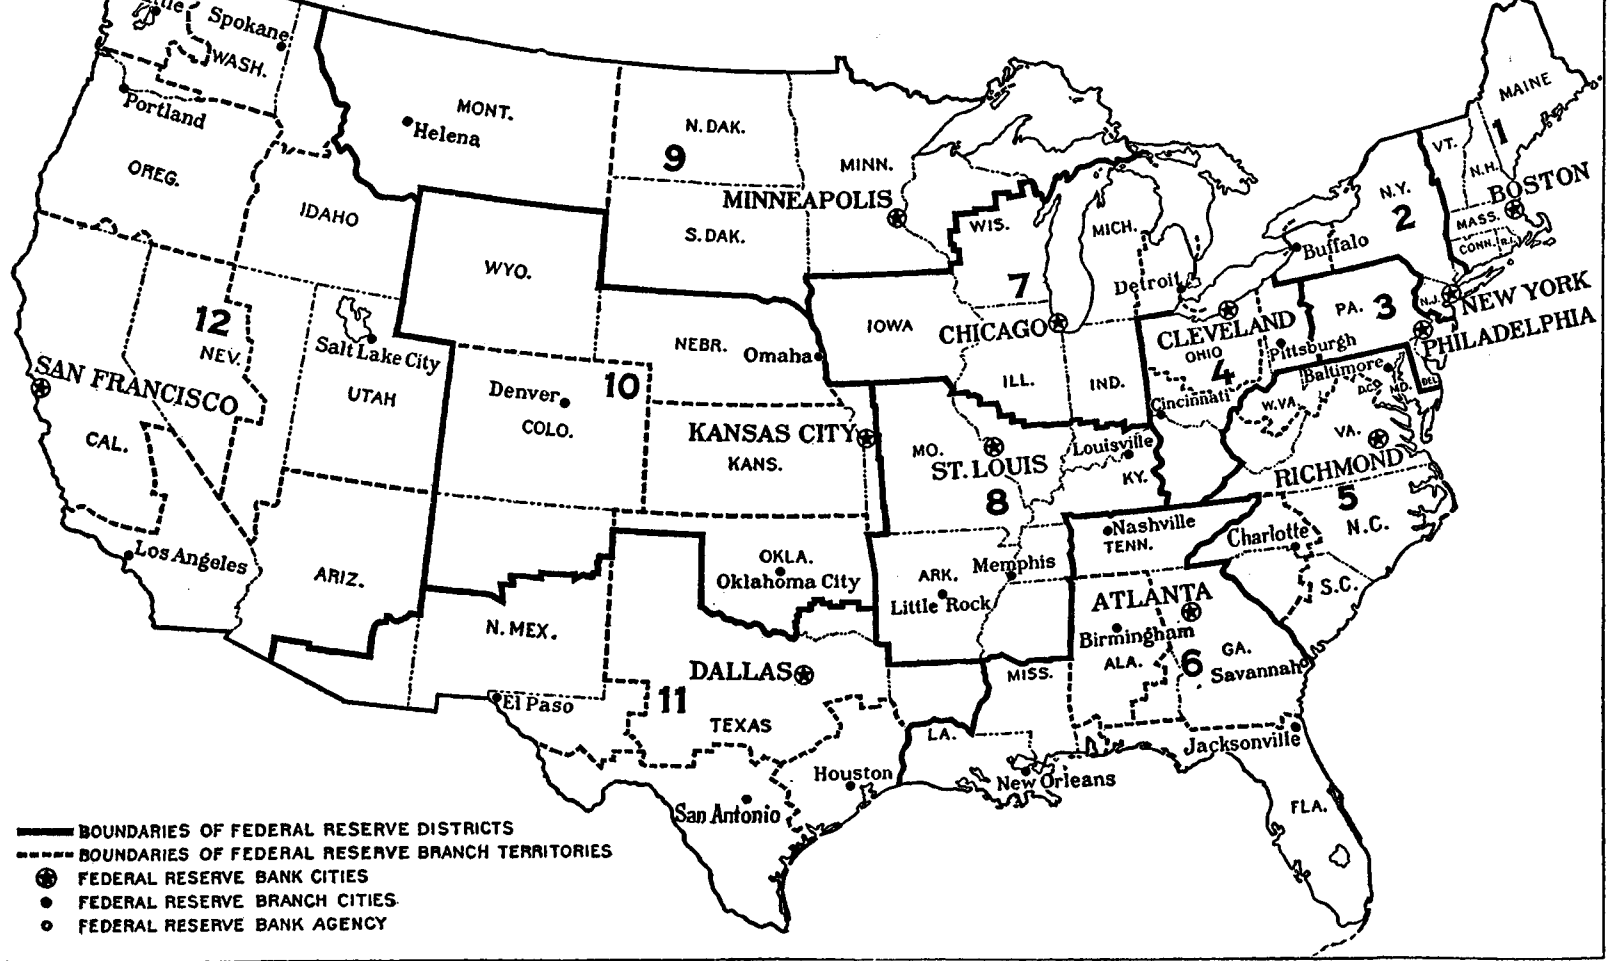 Spokane
WASH.
Portland
OREG.
MONT.
Helena
IDAHO
WYO.
12
NEV.
SAN FRANCISCO
CAL.
Salt Lake City
UTAH
Los Angeles
ARIZ.
N. DAK.
9
MINN.
MINNEAPOLIS
S. DAK.
NEBR.
Omaha
Denver
10
COLO.
KANSAS CITY
KANS.
OKLA.
Oklahoma City
N. MEX.
El Paso
DALLAS
11
TEXAS
Houston
San Antonio
WIS.
7
MICH.
Detroit
IOWA
CHICAGO
ILL.
IND.
MO.
ST. LOUIS
8
Louisville
KY.
ARK.
Memphis
Little Rock
MISS.
LA.
New Orleans
MAINE
VT.
1
N.H.
BOSTON
MASS.
CONN.
R.I.
N.Y.
2
Buffalo
N.J.
NEW YORK
PA.
3
PHILADELPHIA
CLEVELAND
OHIO
4
Pittsburgh
Cincinnati
Baltimore
D.C.
MD.
DEL.
W.VA.
VA.
RICHMOND
5
N.C.
Charlotte
S.C.
Nashville
TENN.
ATLANTA
Birmingham
ALA.
6
GA.
Savannah
Jacksonville
FLA.
BOUNDARIES OF FEDERAL RESERVE DISTRICTS
BOUNDARIES OF FEDERAL RESERVE BRANCH TERRITORIES
FEDERAL RESERVE BANK CITIES
FEDERAL RESERVE BRANCH CITIES
FEDERAL RESERVE BANK AGENCY